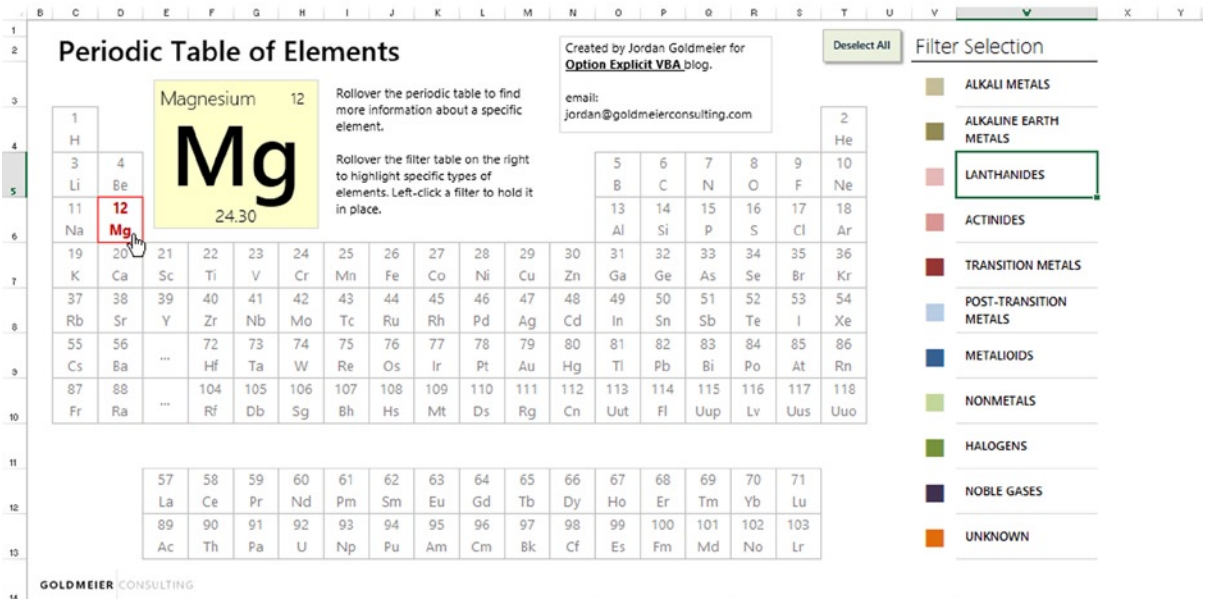 B C D E F G H I J K L M N O P Q R S T U V W X Y
1
2
3
4
5
6
7
8
9
10
11
12
13
14
Periodic Table of Elements
Magnesium 12
Mg
24.30
Rollover the periodic table to find
more information about a specific
element.
Rollover the filter table on the right
to highlight specific types of
elements. Left-click a filter to hold it
in place.
Created by Jordan Goldmeier for
Option Explicit VBA blog.
email:
jordan@goldmeierconsulting.com
Deselect All
1 2
H He
3 4 5 6 7 8 9 10
Li Be B C N O F Ne
11 12 13 14 15 16 17 18
Na Mg Al Si P S Cl Ar
19 20 21 22 23 24 25 26 27 28 29 30 31 32 33 34 35 36
K Ca Sc Ti V Cr Mn Fe Co Ni Cu Zn Ga Ge As Se Br Kr
37 38 39 40 41 42 43 44 45 46 47 48 49 50 51 52 53 54
Rb Sr Y Zr Nb Mo Tc Ru Rh Pd Ag Cd In Sn Sb Te I Xe
55 56 ... 72 73 74 75 76 77 78 79 80 81 82 83 84 85 86
Cs Ba Hf Ta W Re Os Ir Pt Au Hg Tl Pb Bi Po At Rn
87 88 ... 104 105 106 107 108 109 110 111 112 113 114 115 116 117 118
Fr Ra Rf Db Sg Bh Hs Mt Ds Rg Cn Uut Fl Uup Lv Uus Uuo
57 58 59 60 61 62 63 64 65 66 67 68 69 70 71
La Ce Pr Nd Pm Sm Eu Gd Tb Dy Ho Er Tm Yb Lu
89 90 91 92 93 94 95 96 97 98 99 100 101 102 103
Ac Th Pa U Np Pu Am Cm Bk Cf Es Fm Md No Lr
GOLDMEIER CONSULTING
Filter Selection
ALKALI METALS
ALKALINE EARTH
METALS
LANTHANIDES
ACTINIDES
TRANSITION METALS
POST-TRANSITION
METALS
METALIOIDS
NONMETALS
HALOGENS
NOBLE GASES
UNKNOWN